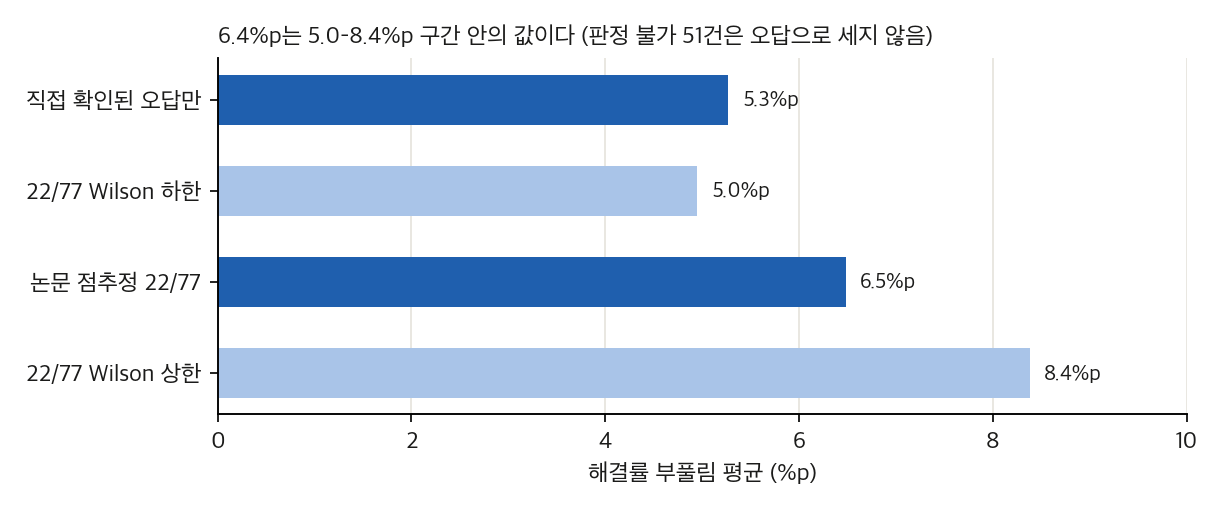 6.4%p는 5.0-8.4%p 구간 안의 값이다 (판정 불가 51건은 오답으로 세지 않음)
직접 확인된 오답만
5.3%p
22/77 Wilson 하한
5.0%p
논문 점추정 22/77
6.5%p
22/77 Wilson 상한
8.4%p
0 2 4 6 8 10
해결률 부풀림 평균 (%p)